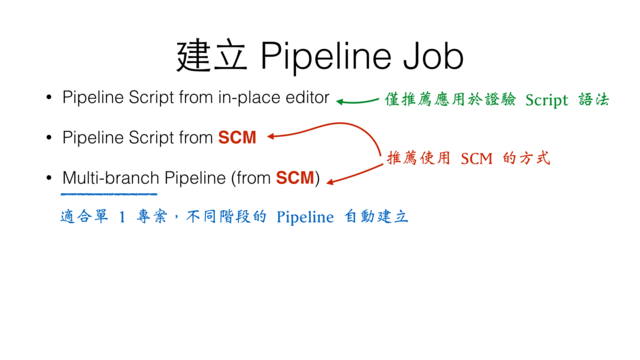 建立 Pipeline Job
• Pipeline Script from in-place editor
僅推薦應用於證驗 Script 語法
• Pipeline Script from SCM
推薦使用 SCM 的方式
• Multi-branch Pipeline (from SCM)
適合單 1 專案，不同階段的 Pipeline 自動建立